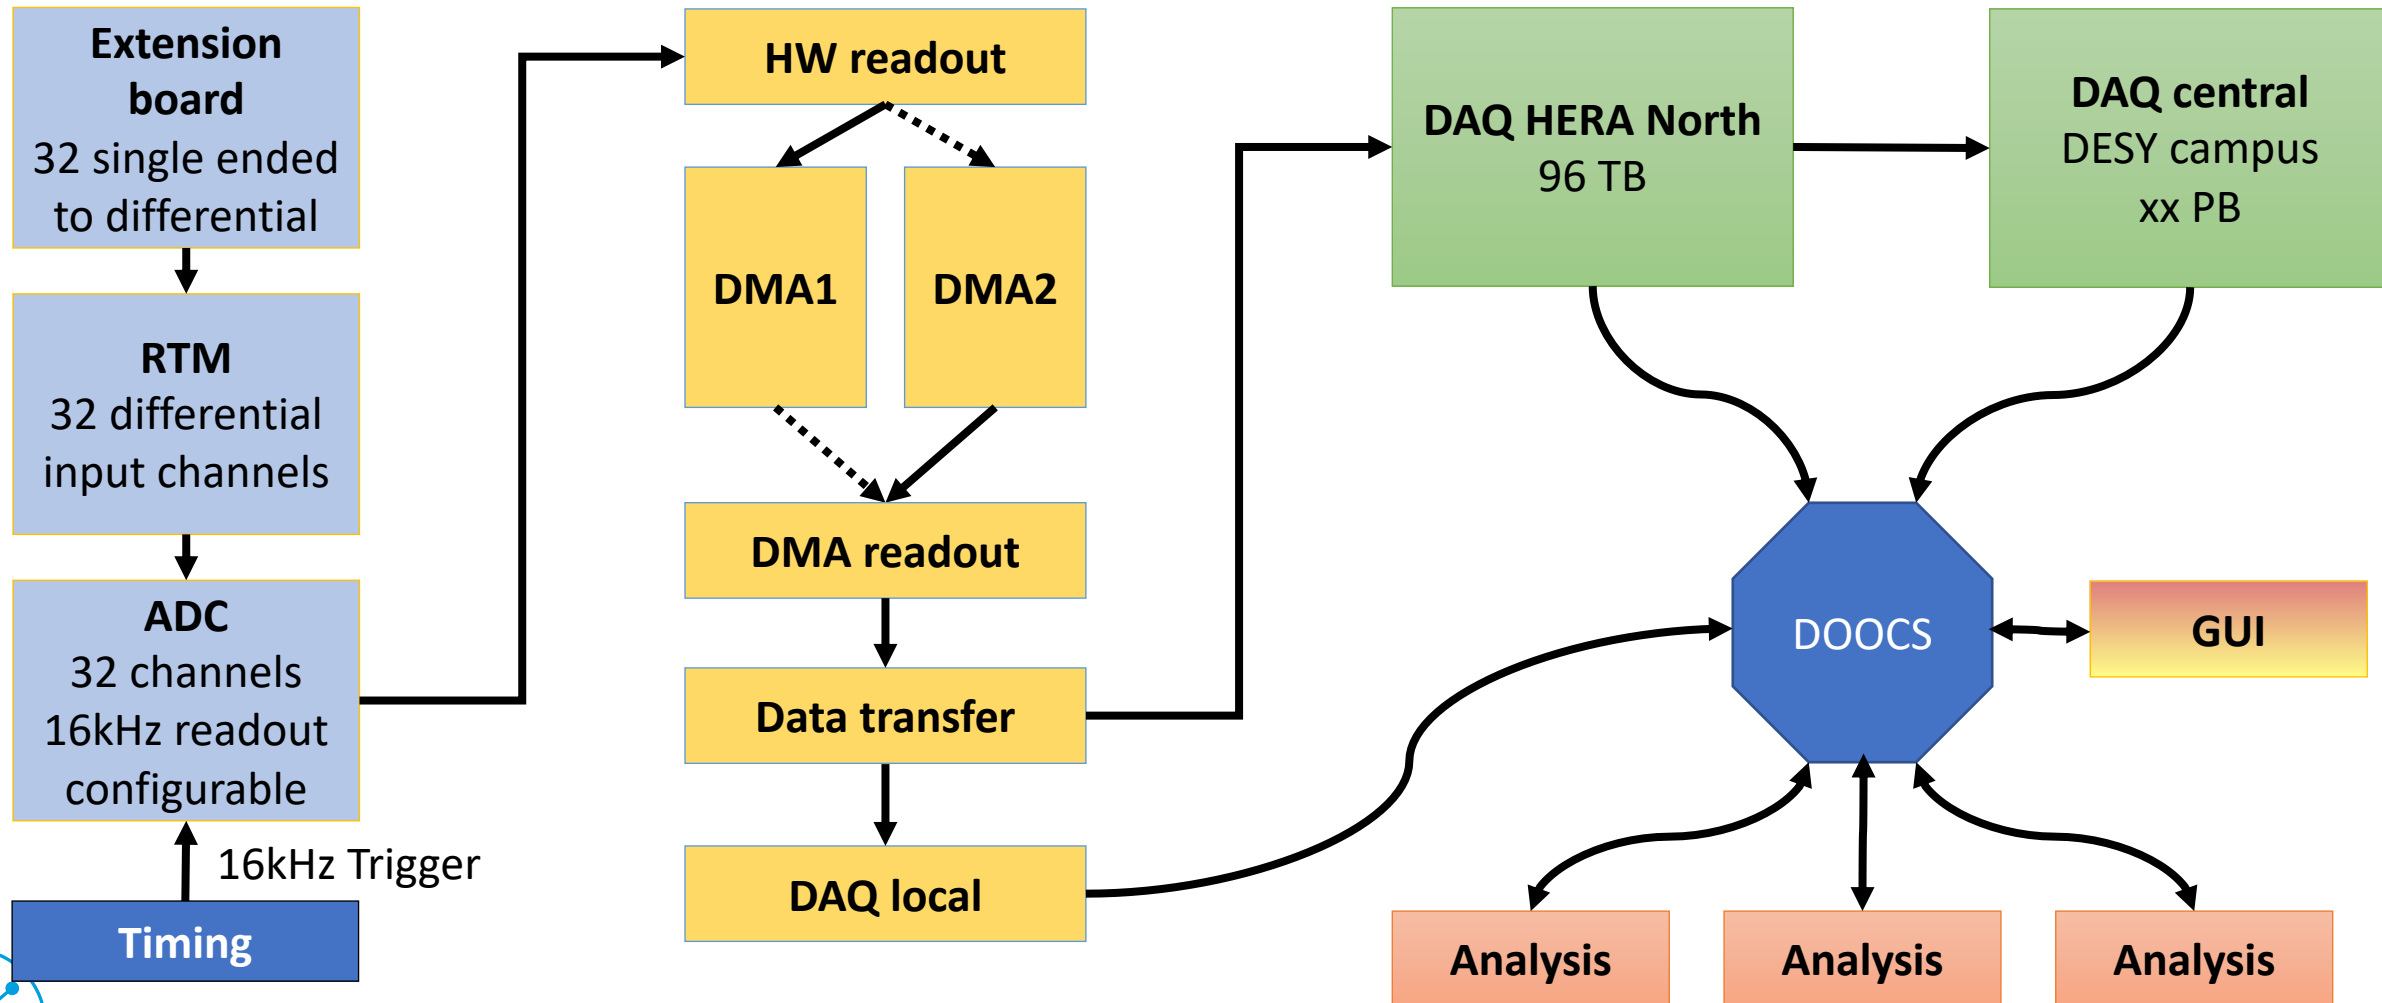 Extension
board
32 single ended
to differential
RTM
32 differential
input channels
ADC
32 channels
16kHz readout
configurable
16kHz Trigger
Timing
HW readout
DMA1
DMA2
DMA readout
Data transfer
DAQ local
DAQ HERA North
96 TB
DAQ central
DESY campus
xx PB
DOOCS
GUI
Analysis
Analysis
Analysis